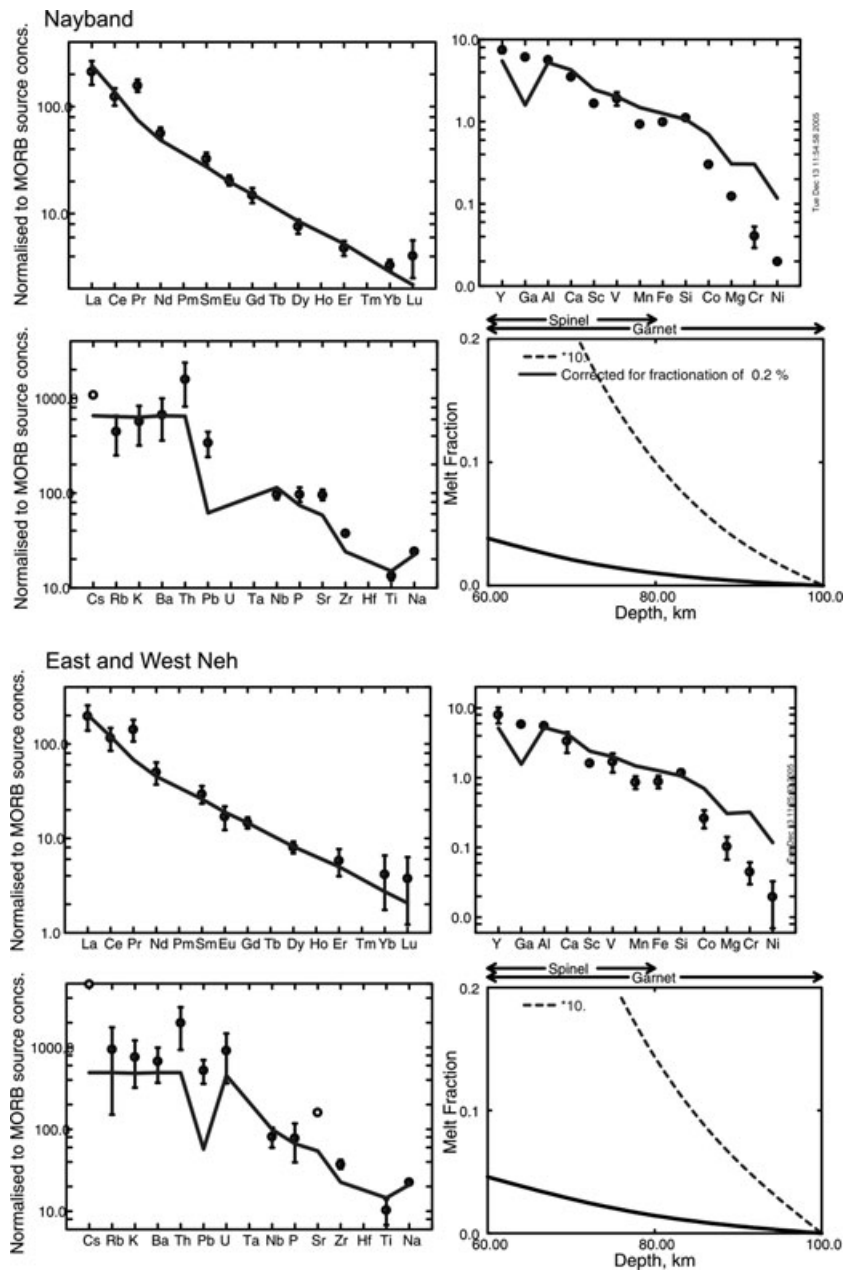 Nayband
Normalised to MORB source concs.
100.0
10.0
La Ce Pr Nd Pm Sm Eu Gd Tb Dy Ho Er Tm Yb Lu
10.0
1.0
0.1
0.0
Y Ga Al Ca Sc V Mn Fe Si Co Mg Cr Ni
Tue Dec 13 11:54:58 2005
Normalised to MORB source concs.
1000.0
100.0
10.0
Cs Rb K Ba Th Pb U Ta Nb P Sr Zr Hf Ti Na
Spinel
Garnet
Melt Fraction
0.2
0.1
0.0
*10.
Corrected for fractionation of 0.2 %
60.00 80.00 100.0
Depth, km
East and West Neh
Normalised to MORB source concs.
100.0
10.0
1.0
La Ce Pr Nd Pm Sm Eu Gd Tb Dy Ho Er Tm Yb Lu
10.0
1.0
0.1
0.0
Y Ga Al Ca Sc V Mn Fe Si Co Mg Cr Ni
Normalised to MORB source concs.
1000.0
100.0
10.0
Cs Rb K Ba Th Pb U Ta Nb P Sr Zr Hf Ti Na
Spinel
Garnet
Melt Fraction
0.2
0.1
0.0
*10.
60.00 80.00 100.0
Depth, km